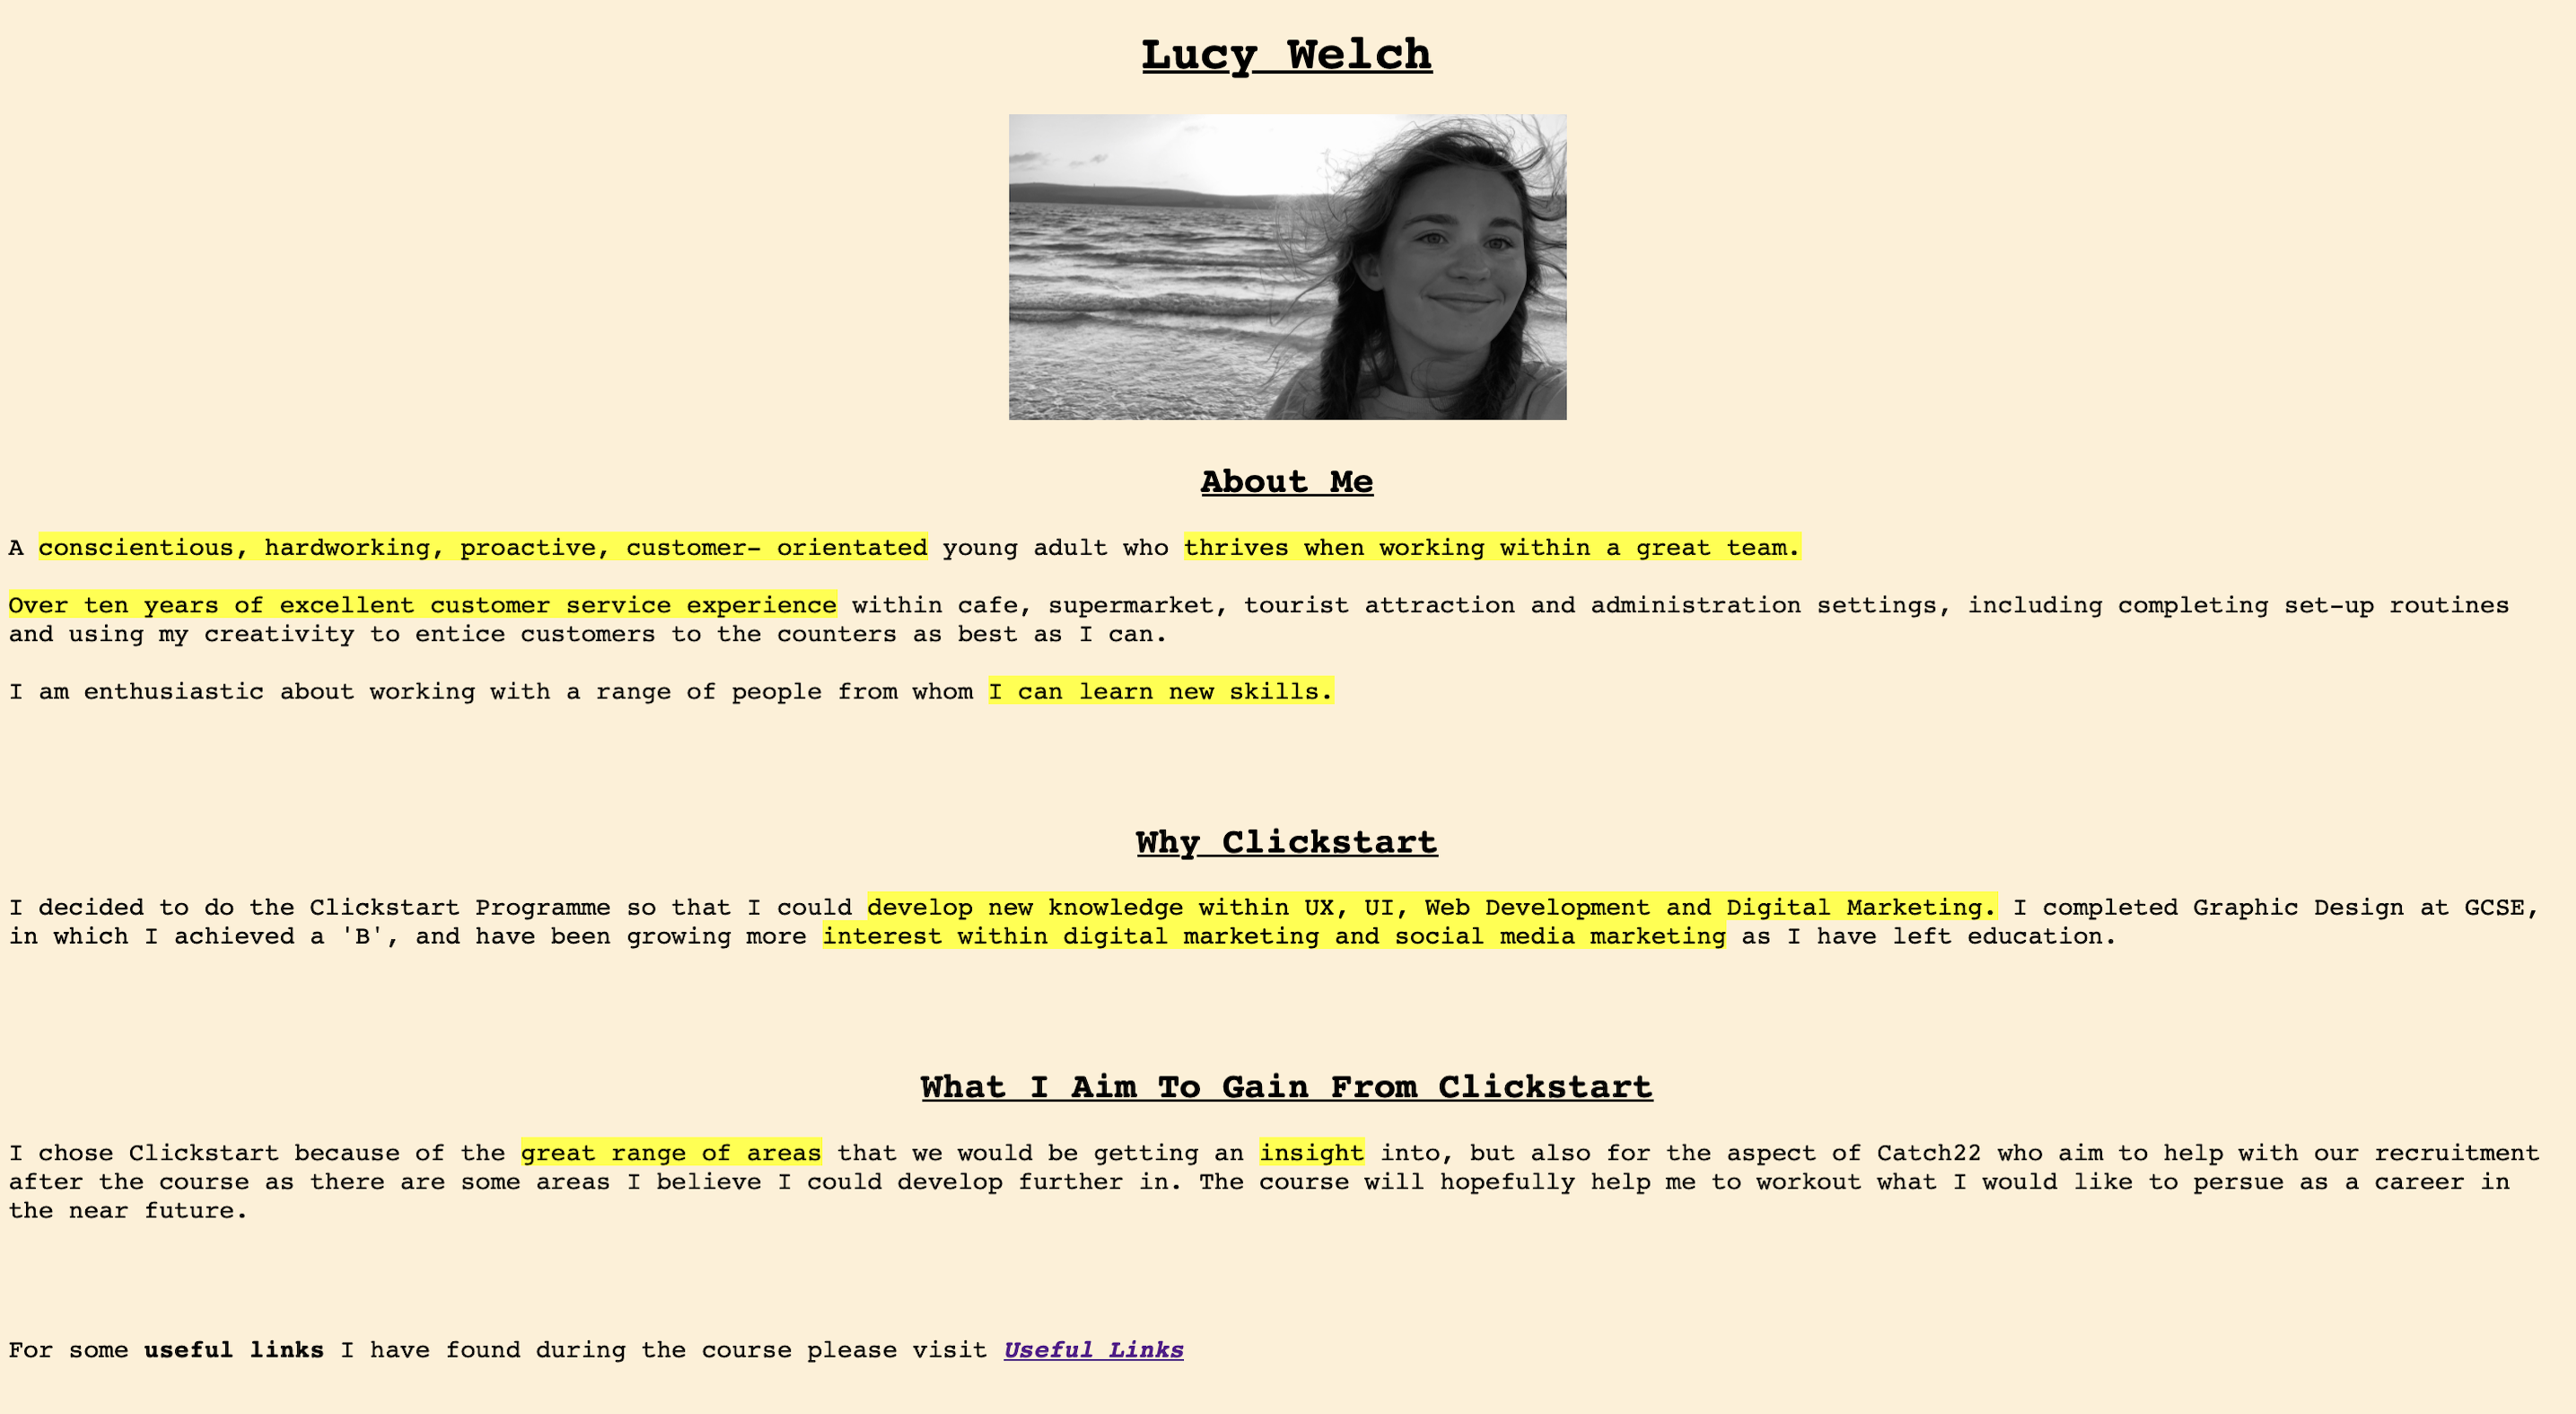 Lucy Welch
About Me
A conscientious, hardworking, proactive, customer- orientated young adult who thrives when working within a great team.
Over ten years of excellent customer service experience within cafe, supermarket, tourist attraction and administration settings, including completing set-up routines
and using my creativity to entice customers to the counters as best as I can.
I am enthusiastic about working with a range of people from whom I can learn new skills.
Why Clickstart
I decided to do the Clickstart Programme so that I could develop new knowledge within UX, UI, Web Development and Digital Marketing. I completed Graphic Design at GCSE,
in which I achieved a 'B', and have been growing more interest within digital marketing and social media marketing as I have left education.
What I Aim To Gain From Clickstart
I chose Clickstart because of the great range of areas that we would be getting an insight into, but also for the aspect of Catch22 who aim to help with our recruitment
after the course as there are some areas I believe I could develop further in. The course will hopefully help me to workout what I would like to persue as a career in
the near future.
For some useful links I have found during the course please visit Useful Links